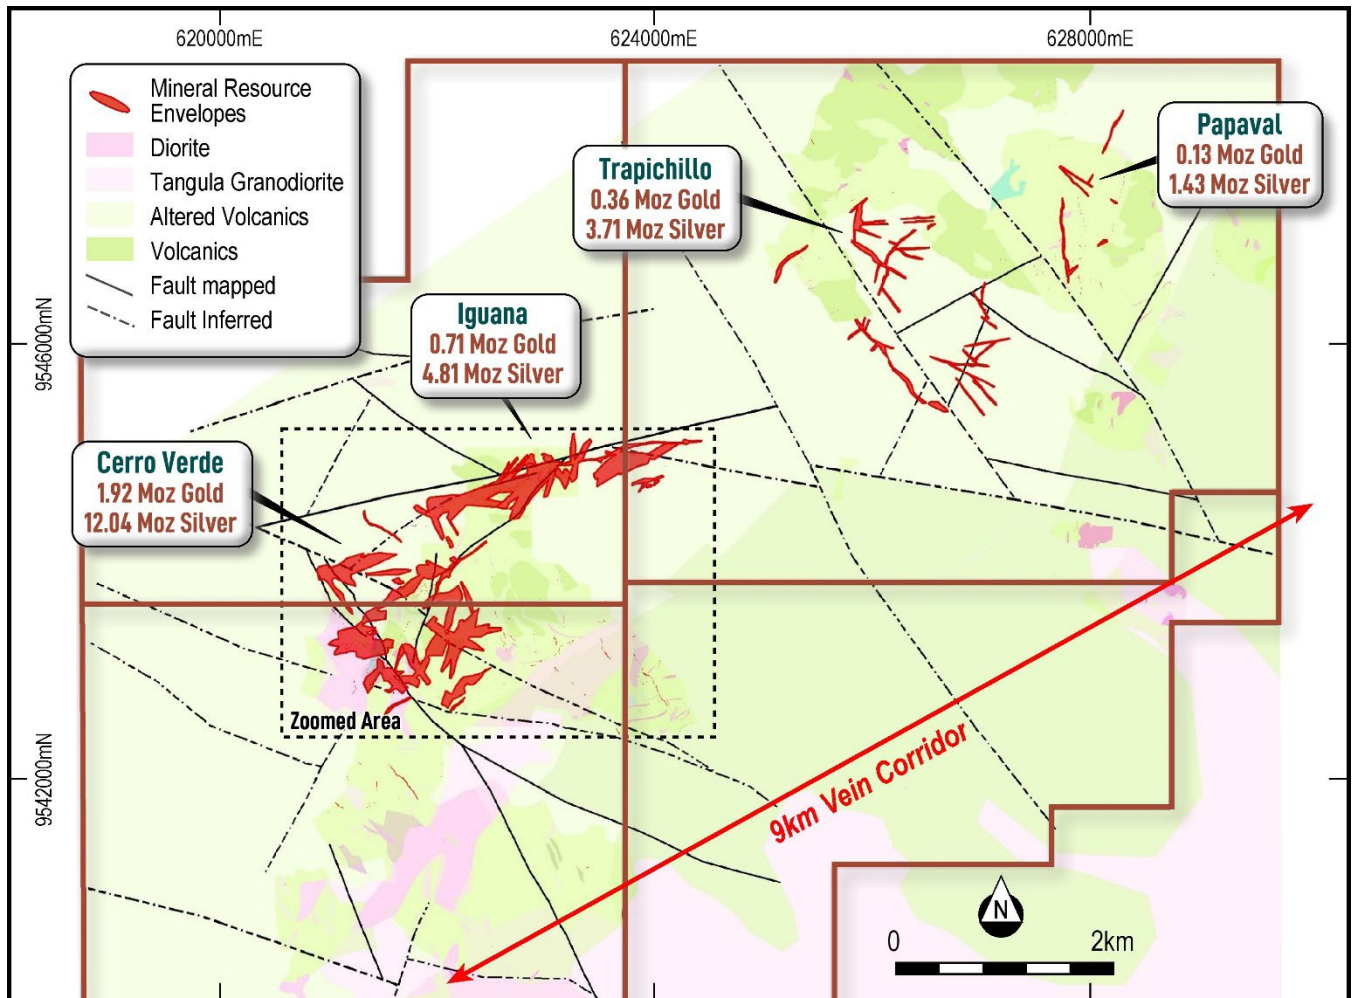 620000mE
624000mE
628000mE
Mineral Resource
Envelopes
Diorite
Tangula Granodiorite
Altered Volcanics
Volcanics
Fault mapped
Fault Inferred
Papaval
0.13 Moz Gold
1.43 Moz Silver
Trapichillo
0.36 Moz Gold
3.71 Moz Silver
Iguana
0.71 Moz Gold
4.81 Moz Silver
9546000mN
Cerro Verde
1.92 Moz Gold
12.04 Moz Silver
Zoomed Area
9542000mN
9km Vein Corridor
N
0
2km